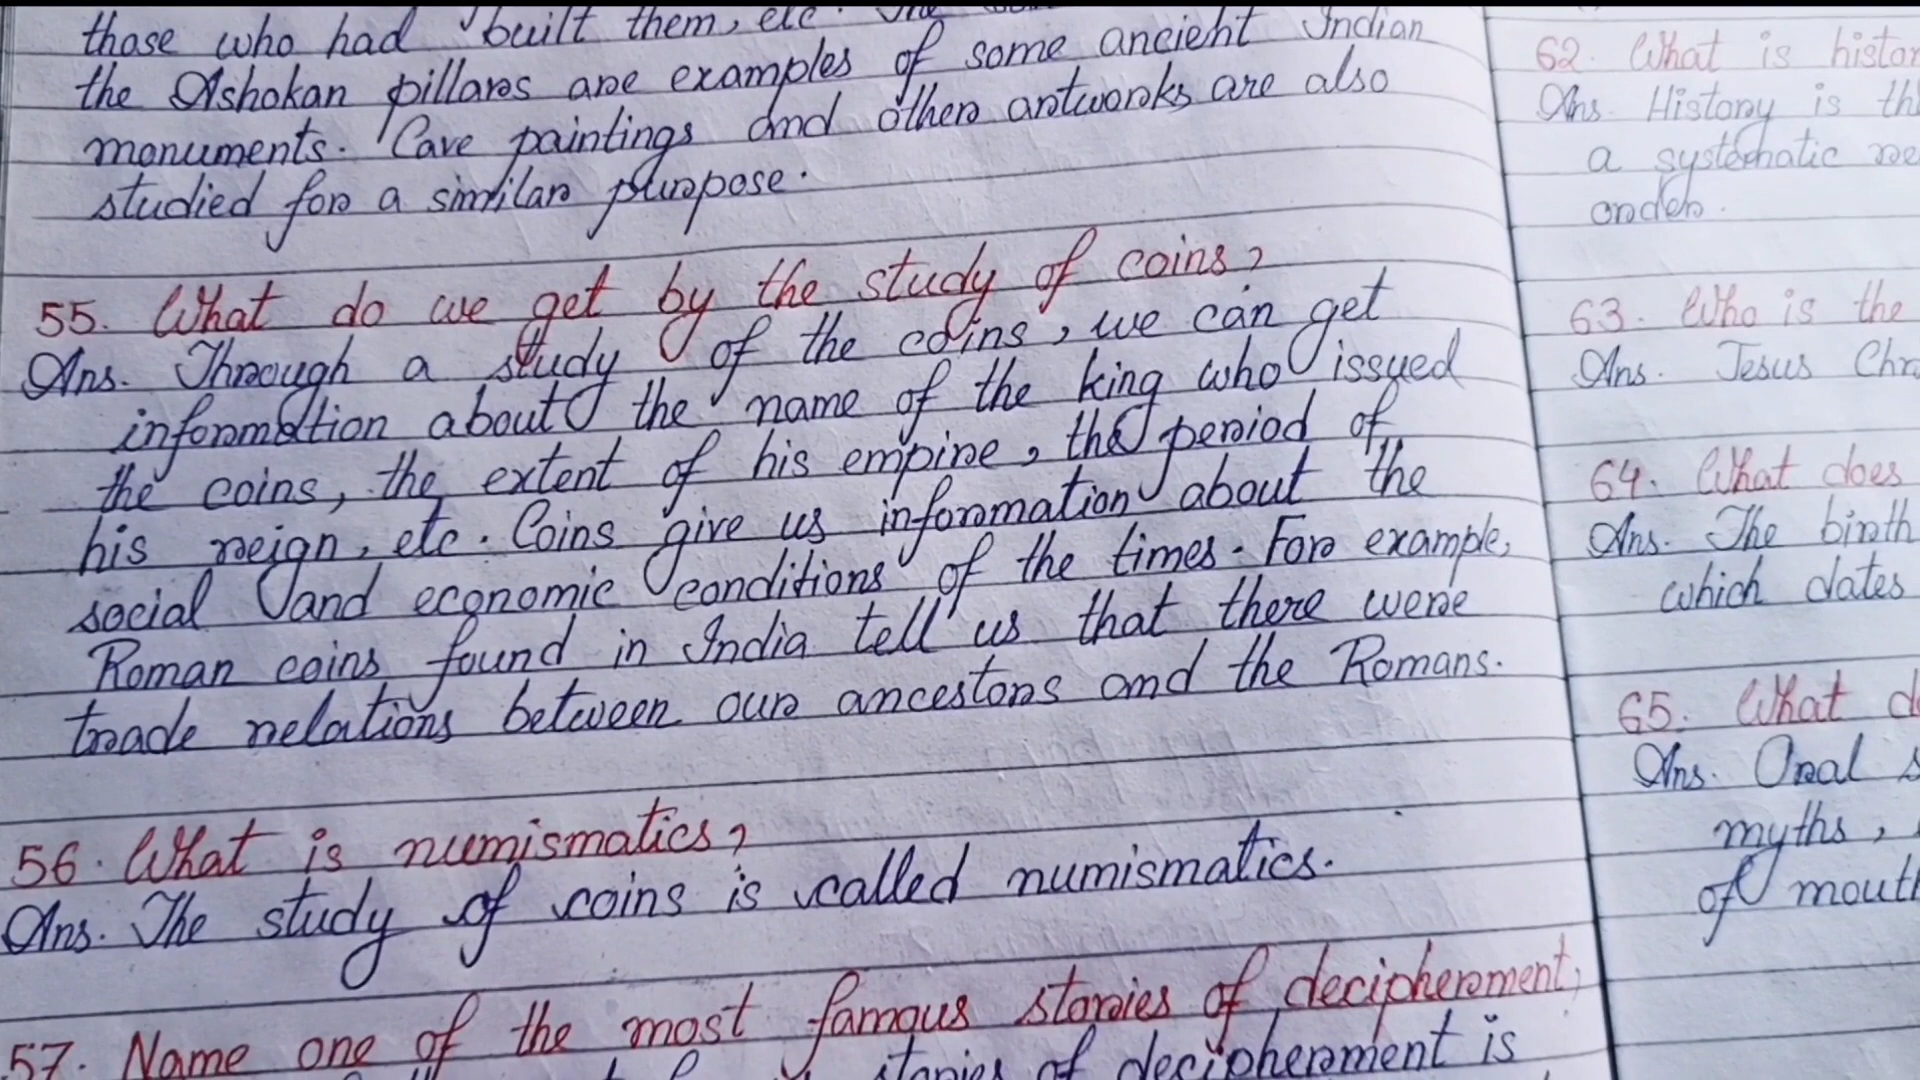 those who had built them, etc. The
the Ashokan pillars are examples of some ancient Indian
monuments. Cave paintings and other artworks are also
studied for a similar purpose.
55. What do we get by the study of coins?
Ans. Through a study of the coins, we can get
information about the name of the king who issued
the coins, the extent of his empire, the period of
his reign, etc. Coins give us information about the
social and economic conditions of the times. For example,
Roman coins found in India tell us that there were
trade relations between our ancestors and the Romans.
56. What is numismatics?
Ans. The study of coins is called numismatics.
57. Name one of the most famous stories of decipherment
stories of decipherment is
62. What is histor
Ans. History is th
a systematic re
order.
63. Who is the
Ans. Jesus Chr
64. What does
Ans. The birth
which dates
65. What d
Ans. Oral s
myths,
of mouth